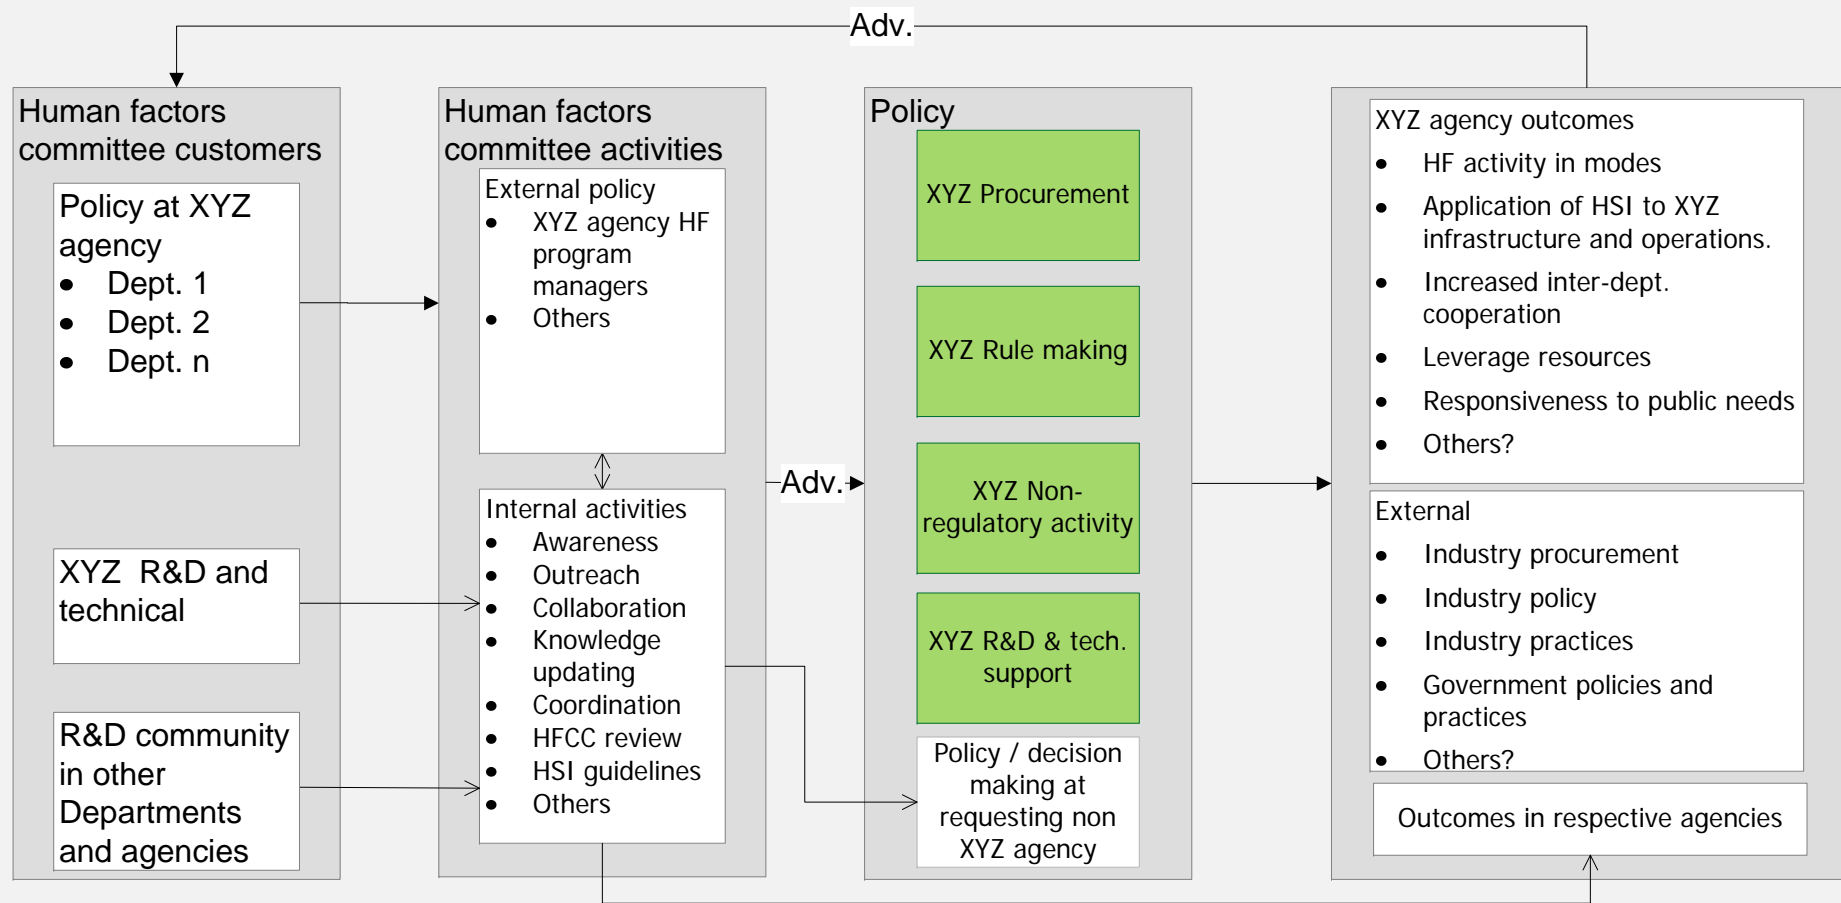 Adv.
Human factors
committee customers
Policy at XYZ
agency
• Dept. 1
• Dept. 2
• Dept. n
XYZ R&D and
technical
R&D community
in other
Departments
and agencies
Human factors
committee activities
External policy
• XYZ agency HF
program
managers
• Others
Internal activities
• Awareness
• Outreach
• Collaboration
• Knowledge
updating
• Coordination
• HFCC review
• HSI guidelines
• Others
Adv.
Policy
XYZ Procurement
XYZ Rule making
XYZ Non-
regulatory activity
XYZ R&D & tech.
support
Policy / decision
making at
requesting non
XYZ agency
XYZ agency outcomes
• HF activity in modes
• Application of HSI to XYZ
infrastructure and operations.
• Increased inter-dept.
cooperation
• Leverage resources
• Responsiveness to public needs
• Others?
External
• Industry procurement
• Industry policy
• Industry practices
• Government policies and
practices
• Others?
Outcomes in respective agencies